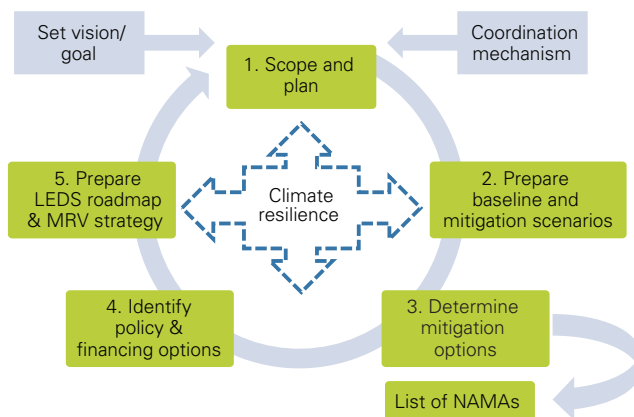 Set vision/
goal
Coordination
mechanism
1. Scope and
plan
2. Prepare
baseline and
mitigation scenarios
3. Determine
mitigation
options
List of NAMAs
4. Identify
policy &
financing options
5. Prepare
LEDS roadmap
& MRV strategy
Climate
resilience